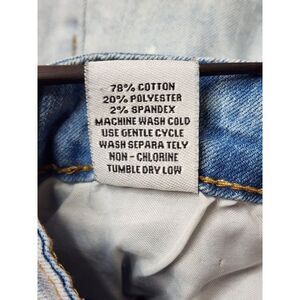 78% COTTON
20% POLYESTER
2% SPANDEX
MACHINE WASH COLD
USE GENTLE CYCLE
WASH SEPARA TELY
NON - CHLORINE
TUMBLE DRY LOW